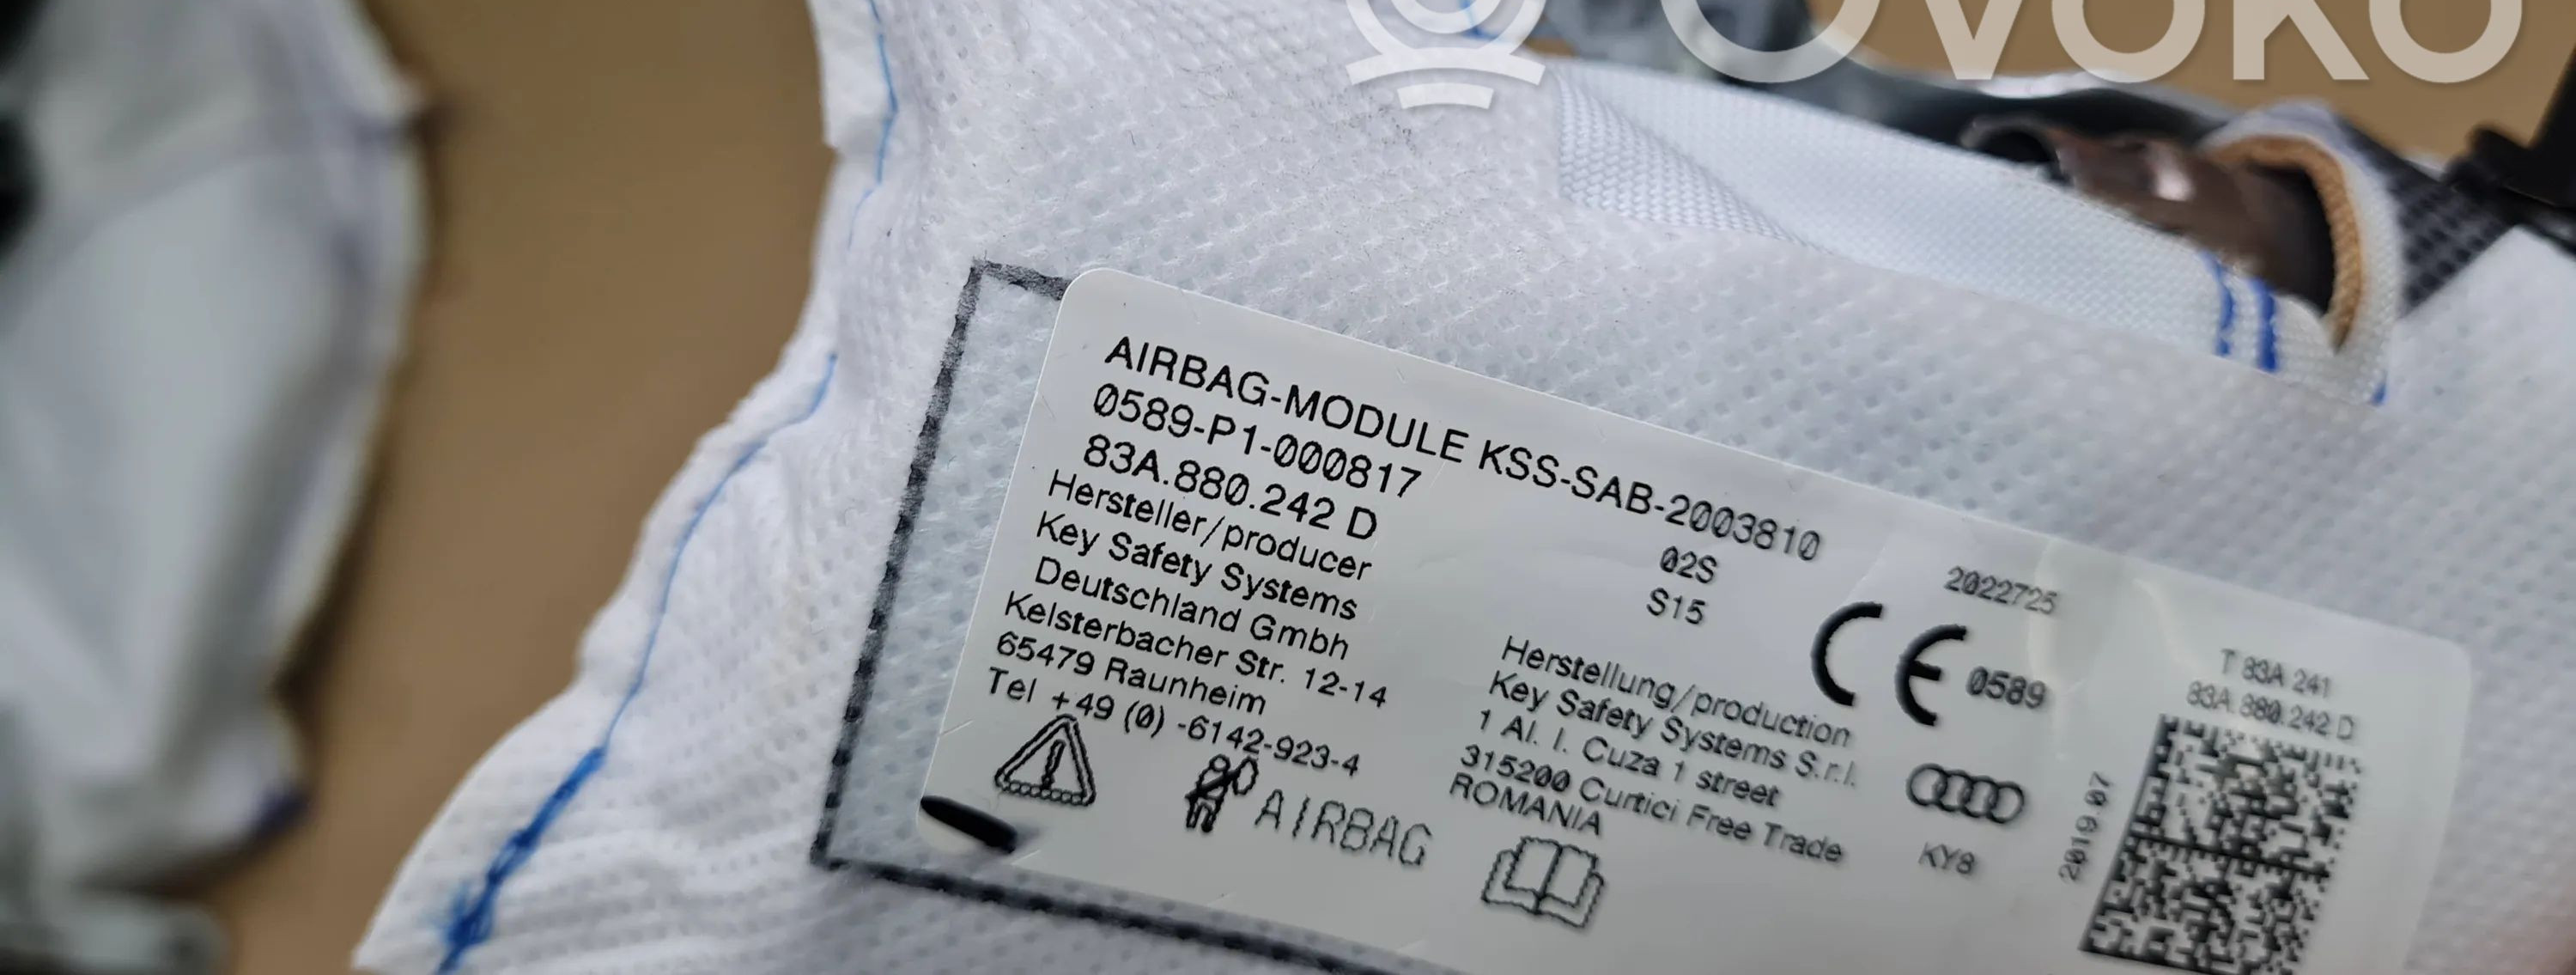 OVOKO
AIRBAG-MODULE KSS-SAB-2003810
0589-P1-000817
83A.880.242 D
Hersteller/producer
Key Safety Systems
Deutschland Gmbh
Kelsterbacher Str. 12-14
65479 Raunheim
Tel +49 (0) -6142-923-4
AIRBAG
02S
S15
Herstellung/production
Key Safety Systems S.r.l.
1 Al. I. Cuza 1 street
315200 Curtici Free Trade
ROMANIA
2022725
CE 0589
KY8
T 83A 241
83A.880.242 D
2019.07